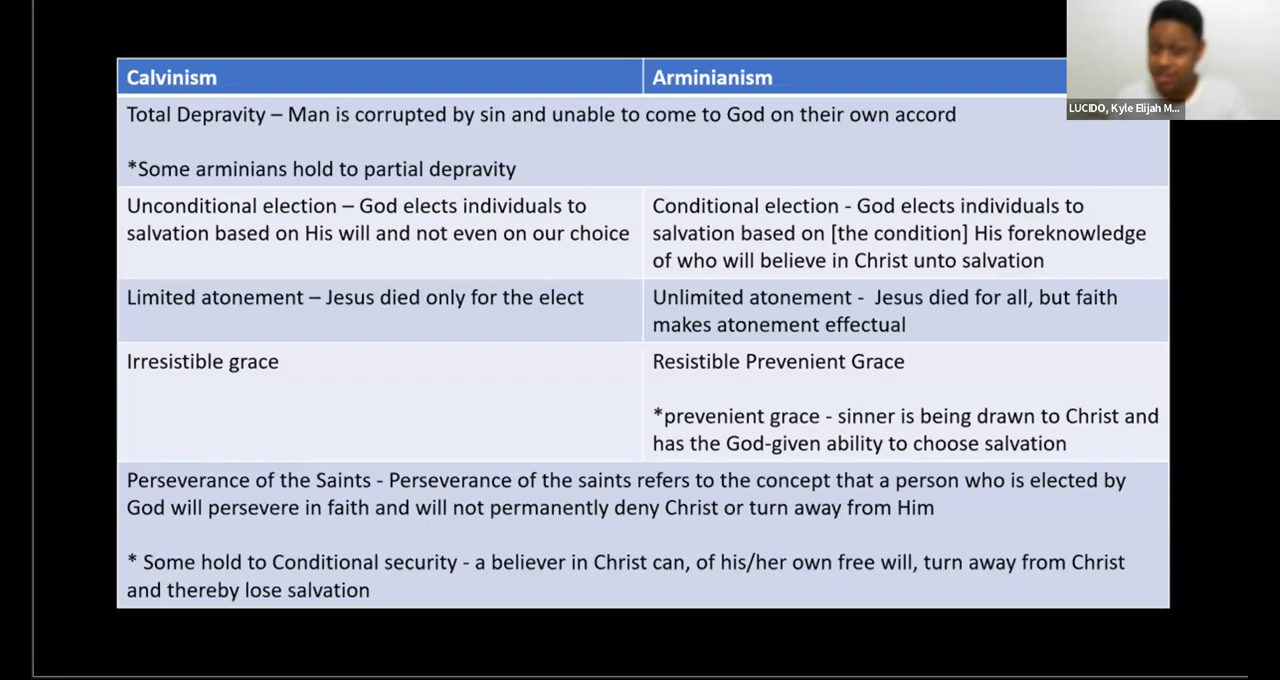 Calvinism
Arminianism
Total Depravity – Man is corrupted by sin and unable to come to God on their own accord
*Some arminians hold to partial depravity
Unconditional election – God elects individuals to
salvation based on His will and not even on our choice
Conditional election - God elects individuals to
salvation based on [the condition] His foreknowledge
of who will believe in Christ unto salvation
Limited atonement – Jesus died only for the elect
Unlimited atonement -  Jesus died for all, but faith
makes atonement effectual
Irresistible grace
Resistible Prevenient Grace
*prevenient grace - sinner is being drawn to Christ and
has the God-given ability to choose salvation
Perseverance of the Saints - Perseverance of the saints refers to the concept that a person who is elected by
God will persevere in faith and will not permanently deny Christ or turn away from Him
* Some hold to Conditional security - a believer in Christ can, of his/her own free will, turn away from Christ
and thereby lose salvation
LUCIDO, Kyle Elijah M...